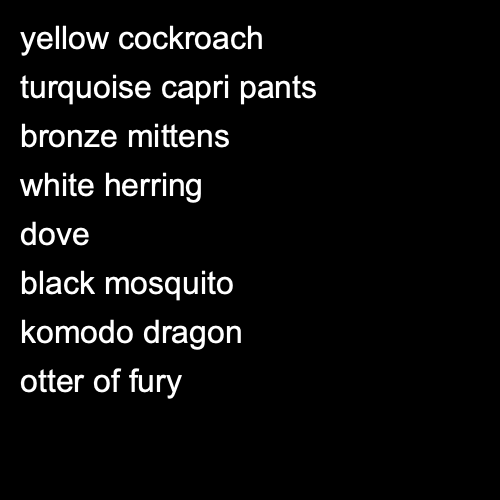 yellow cockroach
turquoise capri pants
bronze mittens
white herring
dove
black mosquito
komodo dragon
otter of fury